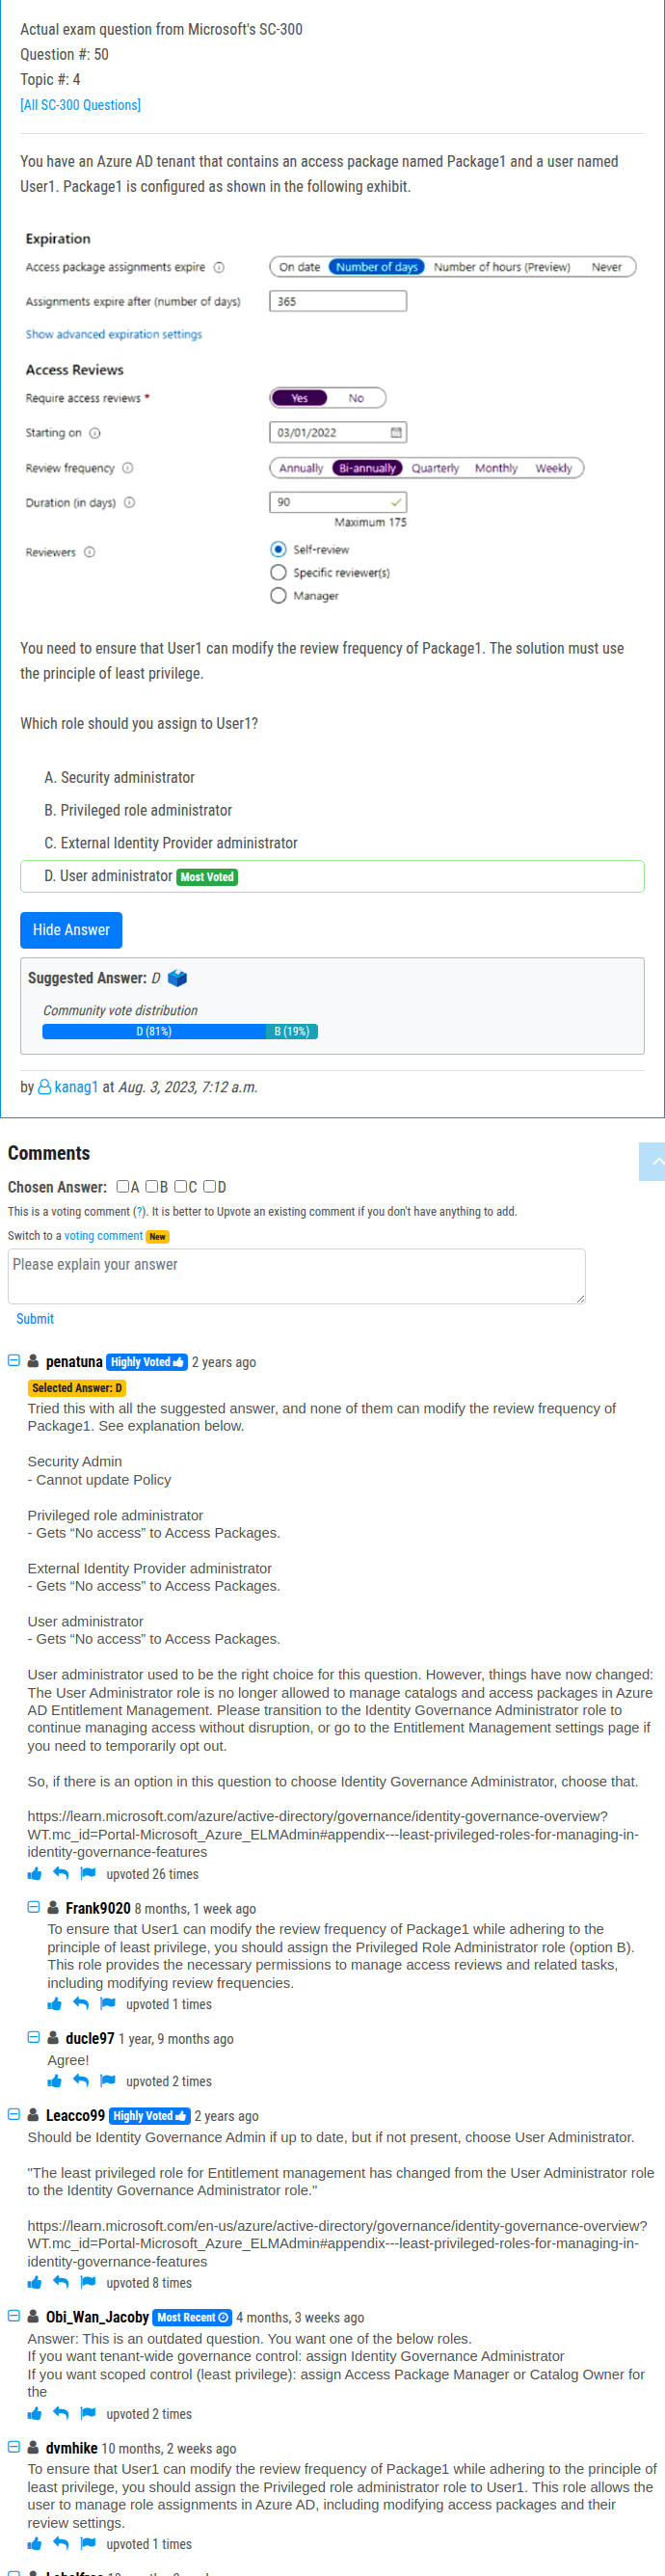 Actual exam question from Microsoft's SC-300
Question #: 50
Topic #: 4
[All SC-300 Questions]
You have an Azure AD tenant that contains an access package named Package1 and a user named
User1. Package1 is configured as shown in the following exhibit.
Expiration
Access package assignments expire On date Number of days Number of hours (Preview) Never
Assignments expire after (number of days) 365
Show advanced expiration settings
Access Reviews
Require access reviews * Yes No
Starting on 03/01/2022
Review frequency Annually Bi-annually Quarterly Monthly Weekly
Duration (in days) 90
Maximum 175
Reviewers Self-review
Specific reviewer(s)
Manager
You need to ensure that User1 can modify the review frequency of Package1. The solution must use
the principle of least privilege.
Which role should you assign to User1?
A. Security administrator
B. Privileged role administrator
C. External Identity Provider administrator
D. User administrator Most Voted
Hide Answer
Suggested Answer: D
Community vote distribution
D (81%) B (19%)
by kanag1 at Aug. 3, 2023, 7:12 a.m.
Comments
Chosen Answer: A B C D
This is a voting comment (?). It is better to Upvote an existing comment if you don't have anything to add.
Switch to a voting comment New
Please explain your answer
Submit
penatuna Highly Voted 2 years ago
Selected Answer: D
Tried this with all the suggested answer, and none of them can modify the review frequency of
Package1. See explanation below.
Security Admin
- Cannot update Policy
Privileged role administrator
- Gets “No access” to Access Packages.
External Identity Provider administrator
- Gets “No access” to Access Packages.
User administrator
- Gets “No access” to Access Packages.
User administrator used to be the right choice for this question. However, things have now changed:
The User Administrator role is no longer allowed to manage catalogs and access packages in Azure
AD Entitlement Management. Please transition to the Identity Governance Administrator role to
continue managing access without disruption, or go to the Entitlement Management settings page if
you need to temporarily opt out.
So, if there is an option in this question to choose Identity Governance Administrator, choose that.
https://learn.microsoft.com/azure/active-directory/governance/identity-governance-overview?
WT.mc_id=Portal-Microsoft_Azure_ELMAdmin#appendix---least-privileged-roles-for-managing-in-
identity-governance-features
upvoted 26 times
Frank9020 8 months, 1 week ago
To ensure that User1 can modify the review frequency of Package1 while adhering to the
principle of least privilege, you should assign the Privileged Role Administrator role (option B).
This role provides the necessary permissions to manage access reviews and related tasks,
including modifying review frequencies.
upvoted 1 times
ducle97 1 year, 9 months ago
Agree!
upvoted 2 times
Leacco99 Highly Voted 2 years ago
Should be Identity Governance Admin if up to date, but if not present, choose User Administrator.
"The least privileged role for Entitlement management has changed from the User Administrator role
to the Identity Governance Administrator role."
https://learn.microsoft.com/en-us/azure/active-directory/governance/identity-governance-overview?
WT.mc_id=Portal-Microsoft_Azure_ELMAdmin#appendix---least-privileged-roles-for-managing-in-
identity-governance-features
upvoted 8 times
Obi_Wan_Jacoby Most Recent 4 months, 3 weeks ago
Answer: This is an outdated question. You want one of the below roles.
If you want tenant-wide governance control: assign Identity Governance Administrator
If you want scoped control (least privilege): assign Access Package Manager or Catalog Owner for
the
upvoted 2 times
dvmhike 10 months, 2 weeks ago
To ensure that User1 can modify the review frequency of Package1 while adhering to the principle of
least privilege, you should assign the Privileged role administrator role to User1. This role allows the
user to manage role assignments in Azure AD, including modifying access packages and their
review settings.
upvoted 1 times